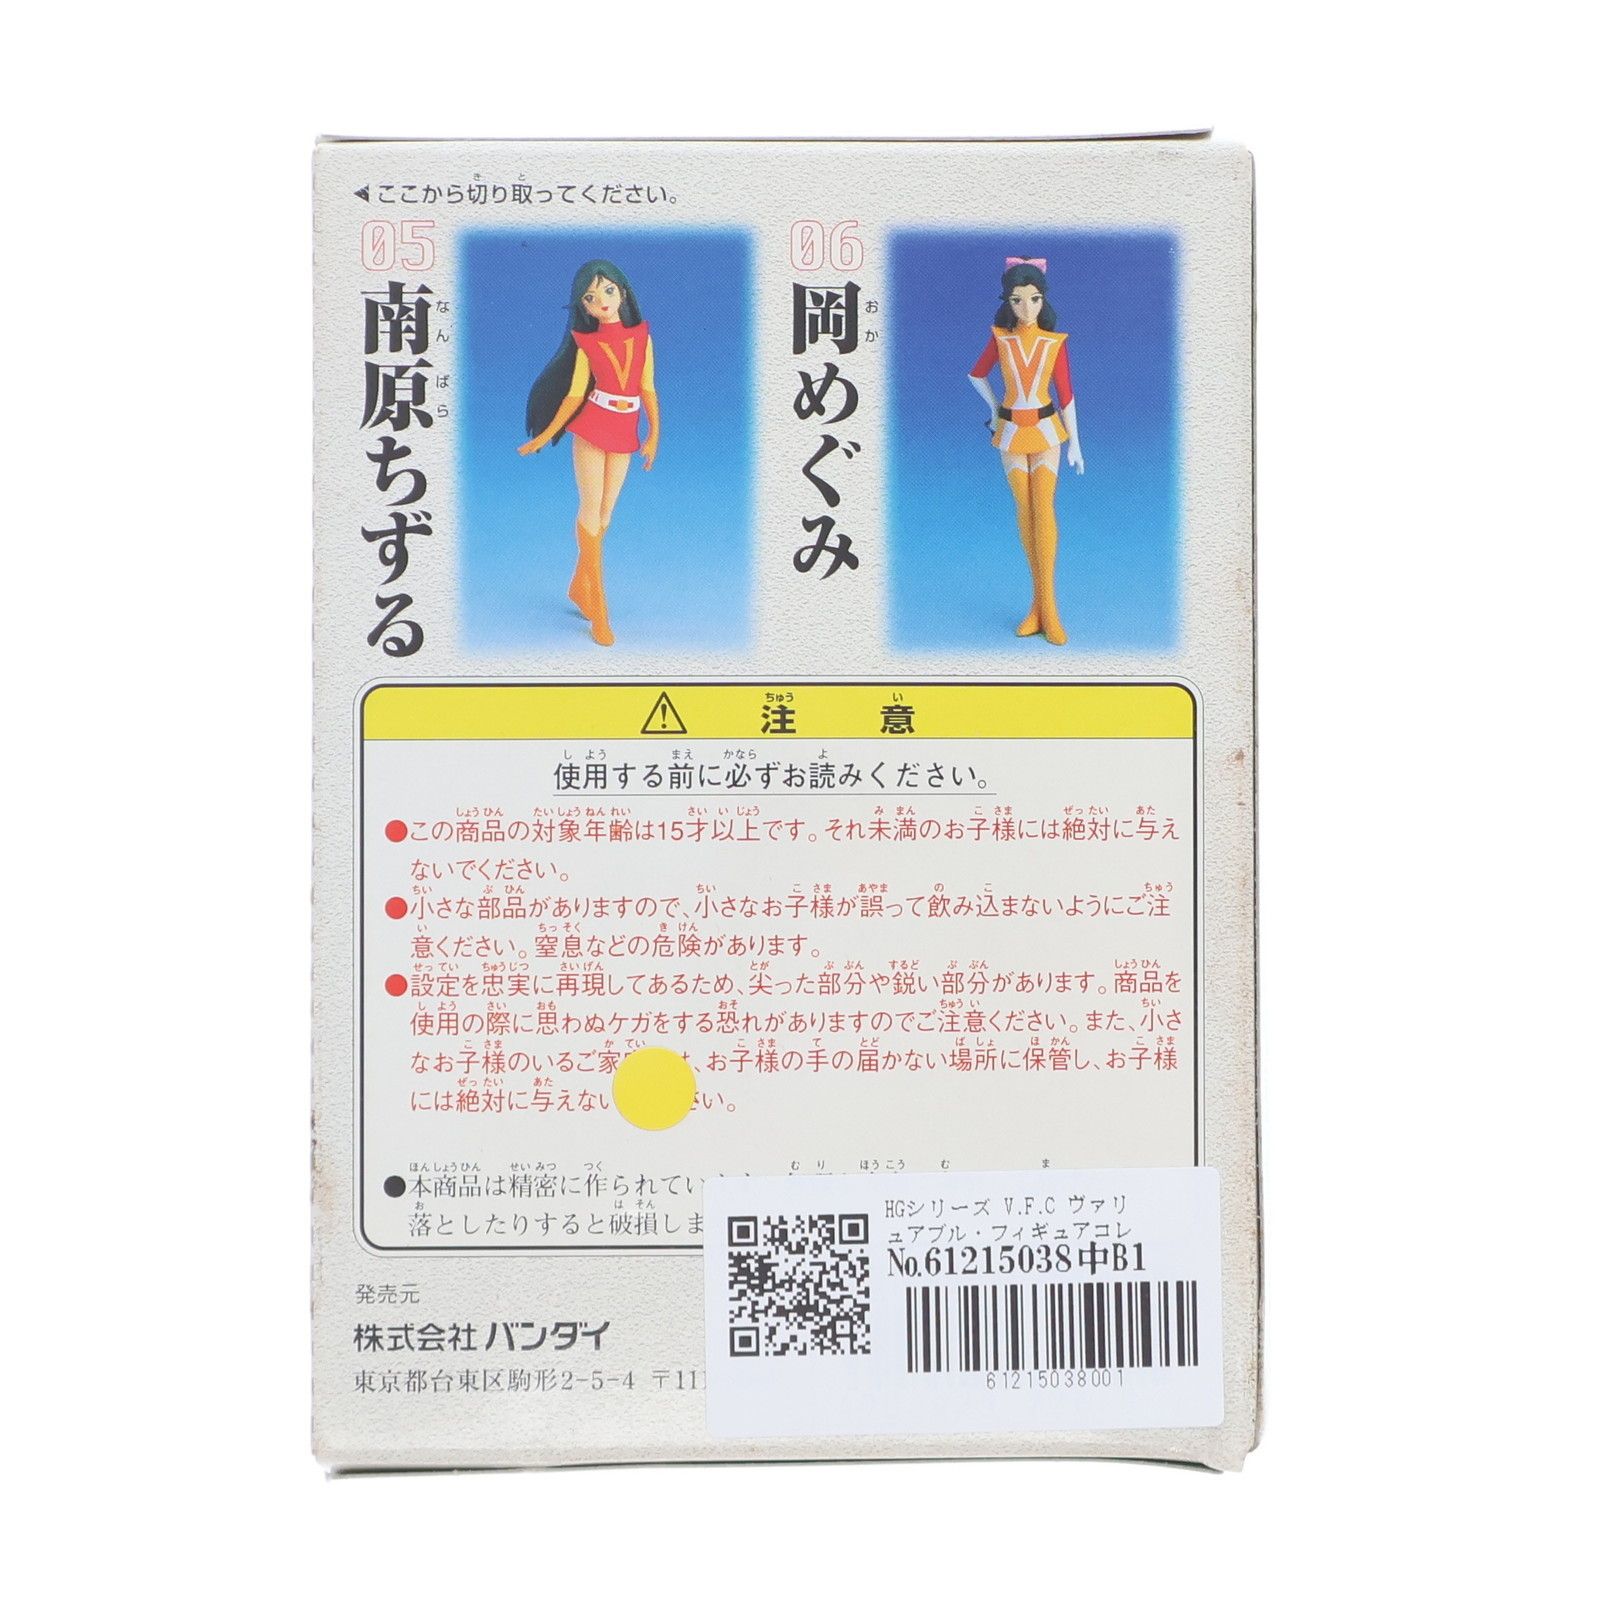 ◀ここから切り取ってください。
05
南原ちずる
06
岡めぐみ
⚠ 注意
使用する前に必ずお読みください。
●この商品の対象年齢は15才以上です。それ未満のお子様には絶対に与え
ないでください。
●小さな部品がありますので、小さなお子様が誤って飲み込まないようにご注
意ください。窒息などの危険があります。
●設定を忠実に再現してあるため、尖った部分や鋭い部分があります。商品を
使用の際に思わぬケガをする恐れがありますのでご注意ください。また、小さ
なお子様のいるご家 、お子様の手の届かない場所に保管し、お子様
には絶対に与えない さい。
●本商品は精密に作られてい
落としたりすると破損しま
発売元
株式会社 バンダイ
東京都台東区駒形2-5-4 〒11
HGシリーズ V.F.C ヴァリ
ュアブル・フィギュアコレ
No.61215038中B1
61215038001